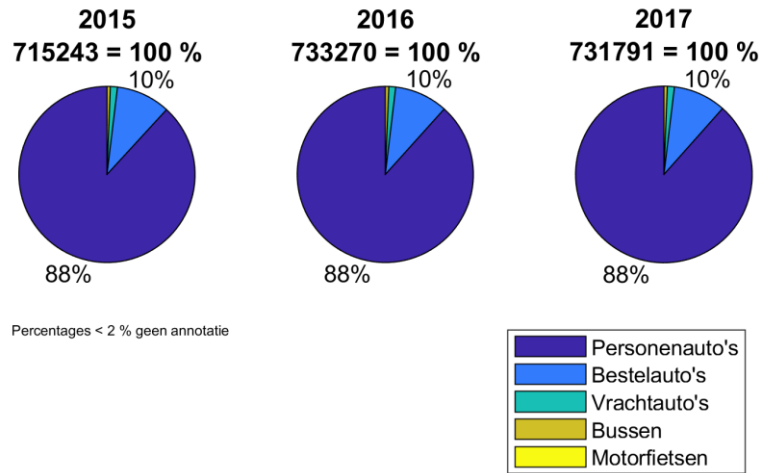 2015
715243 = 100 %
10%
88%
2016
733270 = 100 %
10%
88%
2017
731791 = 100 %
10%
88%
Percentages < 2 % geen annotatie
Personenauto's
Bestelauto's
Vrachtauto's
Bussen
Motorfietsen